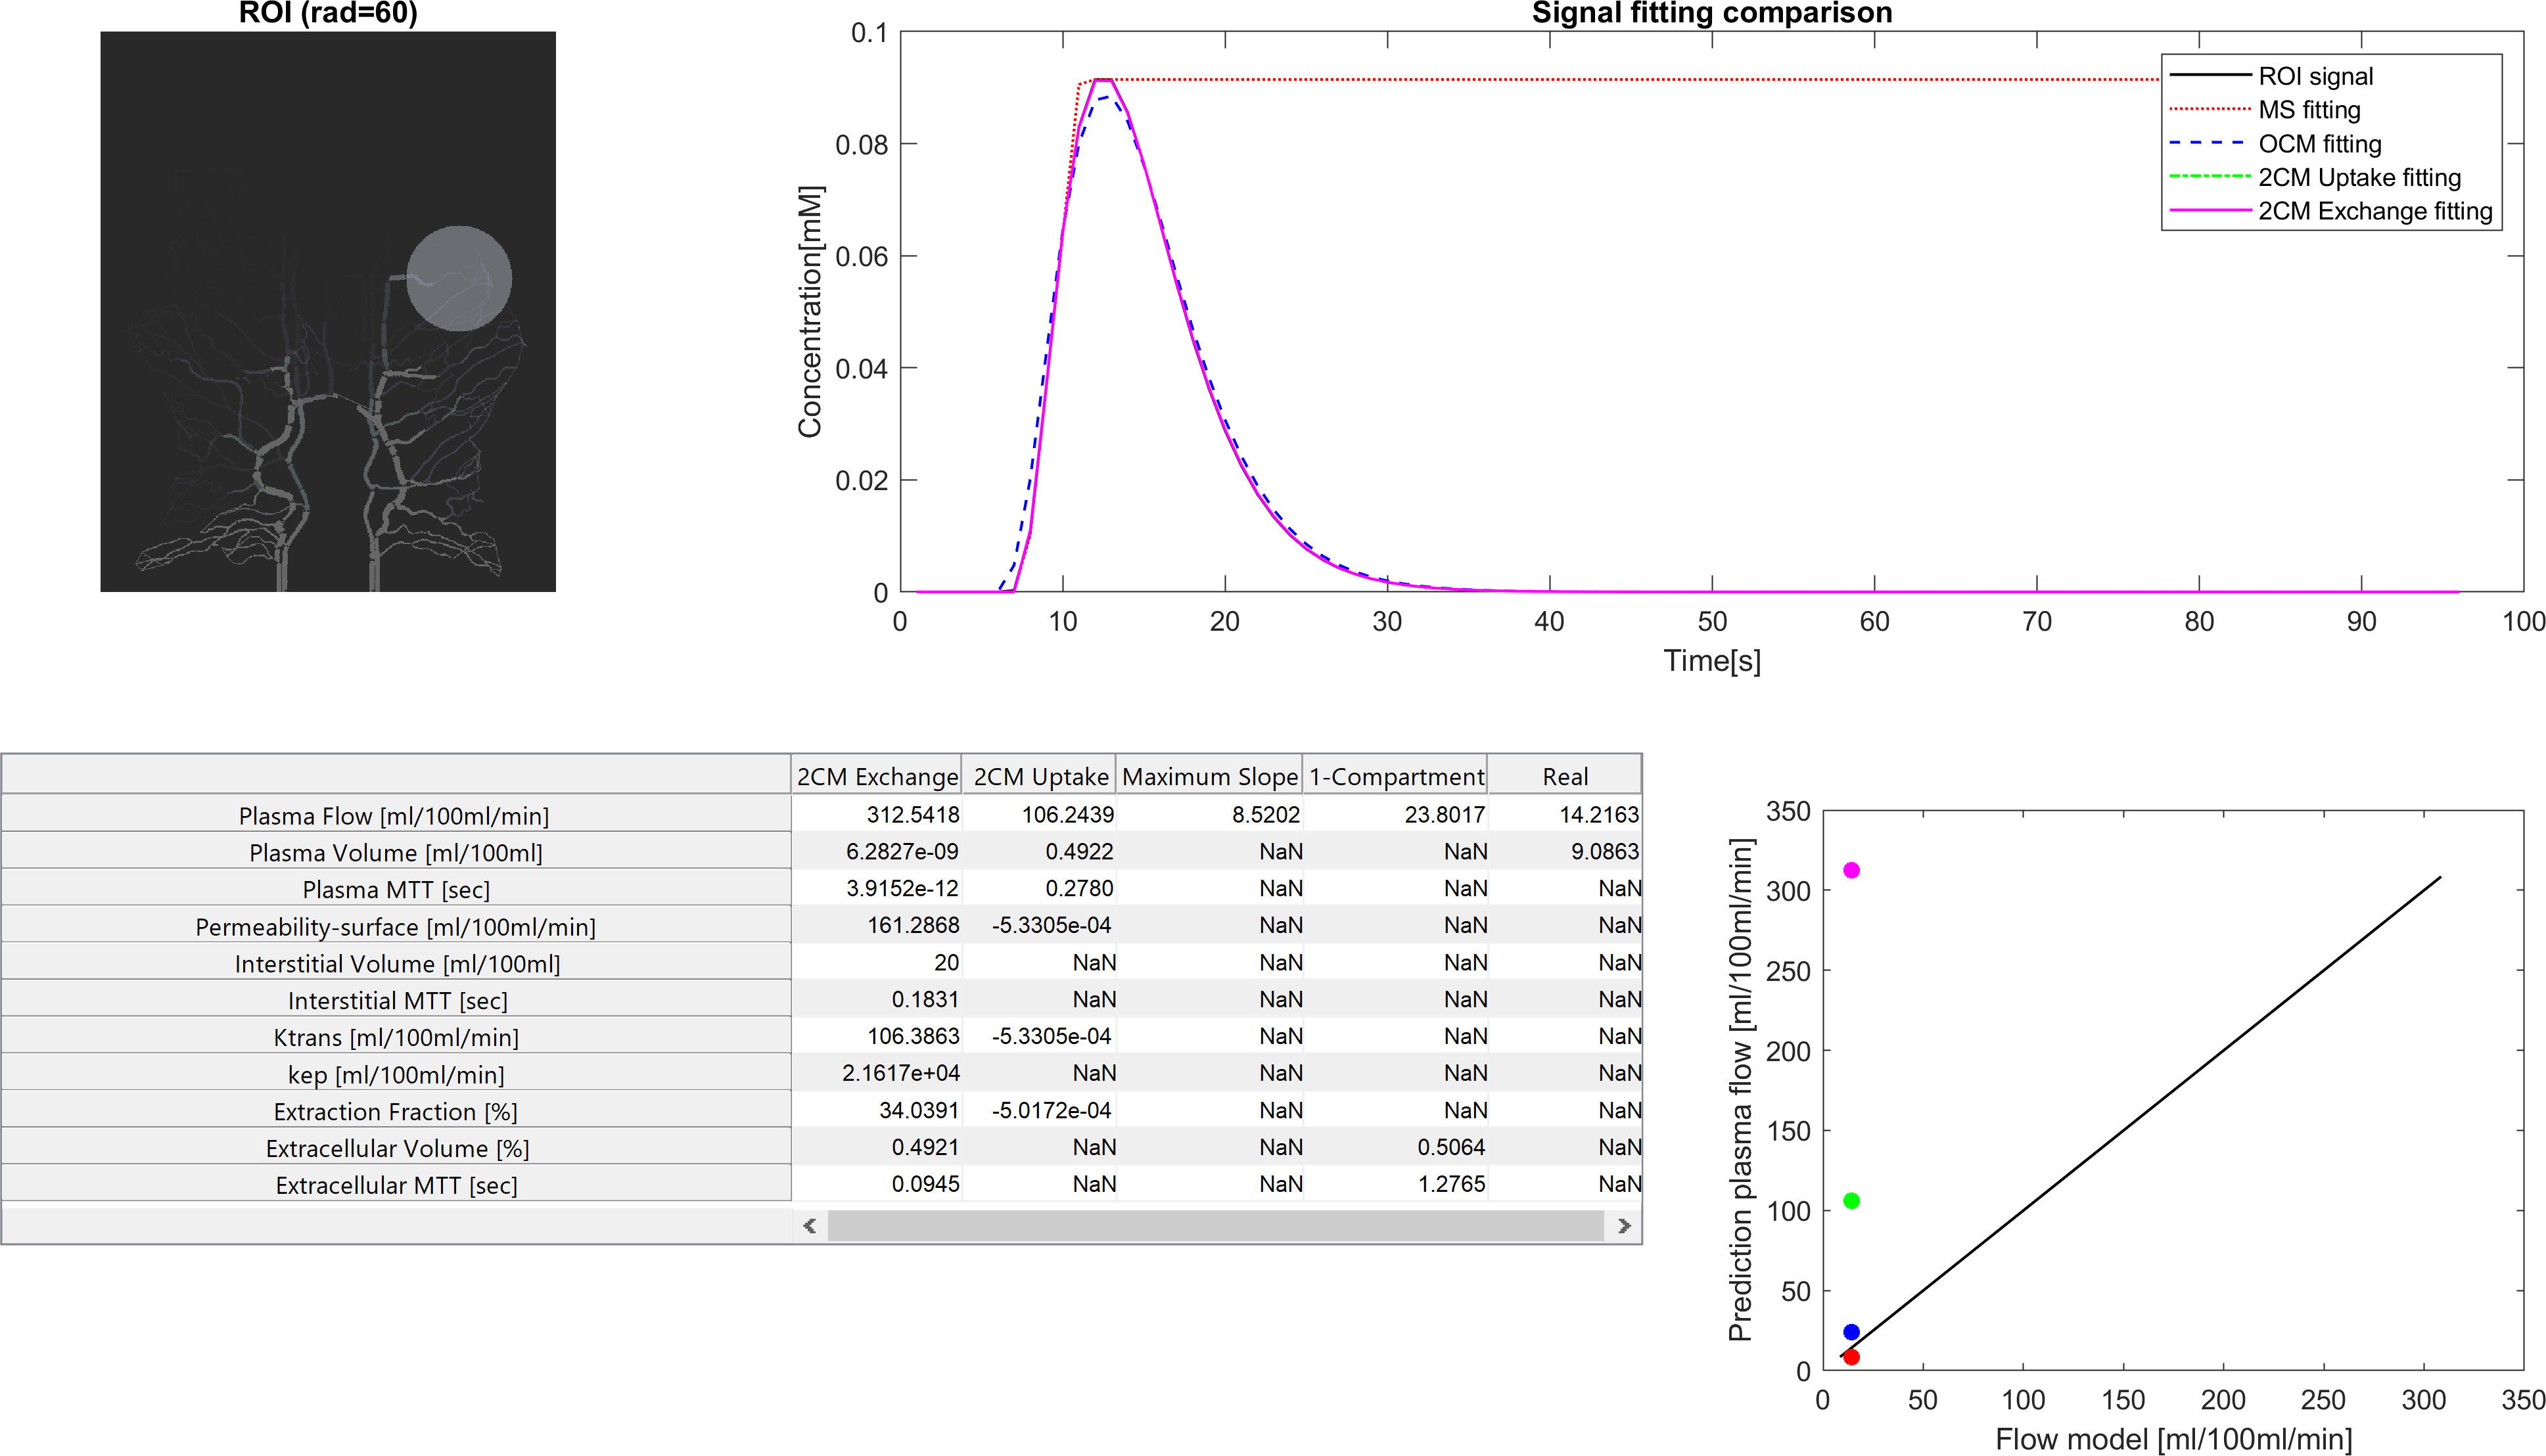 ROI (rad=60)
Signal fitting comparison
0.1
0.08
0.06
0.04
0.02
0
Concentration[mM]
0 10 20 30 40 50 60 70 80 90 100
Time[s]
ROI signal
MS fitting
OCM fitting
2CM Uptake fitting
2CM Exchange fitting
2CM Exchange 2CM Uptake Maximum Slope 1-Compartment Real
Plasma Flow [ml/100ml/min] 312.5418 106.2439 8.5202 23.8017 14.2163
Plasma Volume [ml/100ml] 6.2827e-09 0.4922 NaN NaN 9.0863
Plasma MTT [sec] 3.9152e-12 0.2780 NaN NaN NaN
Permeability-surface [ml/100ml/min] 161.2868 -5.3305e-04 NaN NaN NaN
Interstitial Volume [ml/100ml] 20 NaN NaN NaN NaN
Interstitial MTT [sec] 0.1831 NaN NaN NaN NaN
Ktrans [ml/100ml/min] 106.3863 -5.3305e-04 NaN NaN NaN
kep [ml/100ml/min] 2.1617e+04 NaN NaN NaN NaN
Extraction Fraction [%] 34.0391 -5.0172e-04 NaN NaN NaN
Extracellular Volume [%] 0.4921 NaN NaN 0.5064 NaN
Extracellular MTT [sec] 0.0945 NaN NaN 1.2765 NaN
350
300
250
200
150
100
50
0
Prediction plasma flow [ml/100ml/min]
0 50 100 150 200 250 300 350
Flow model [ml/100ml/min]